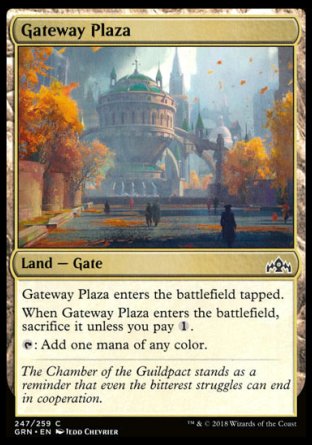 Gateway Plaza
Land — Gate
Gateway Plaza enters the battlefield tapped.
When Gateway Plaza enters the battlefield,
sacrifice it unless you pay 1.
: Add one mana of any color.
The Chamber of the Guildpact stands as a
reminder that even the bitterest struggles can end
in cooperation.
247/259 C
GRN • EN Jedd Chevrier
™ & © 2018 Wizards of the Coast